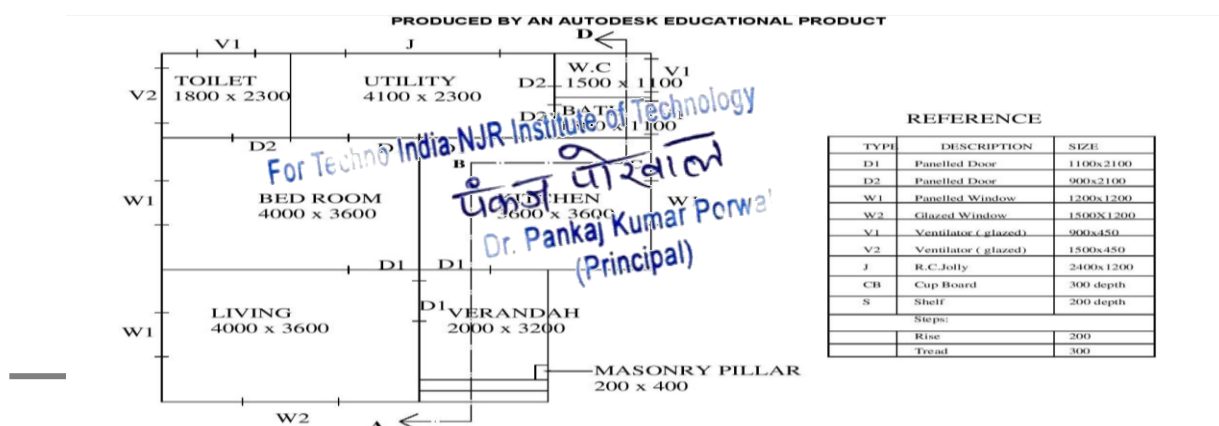 PRODUCED BY AN AUTODESK EDUCATIONAL PRODUCT
D
V1
J
TOILET
1800 x 2300
UTILITY
4100 x 2300
W.C
1500 x 1100
D2
V1
V2
D2
1100
D2
For Techno India NJR Institute of Technology
पंकज पोरवाल
Dr. Pankaj Kumar Porwal
(Principal)
B
C
W1
BED ROOM
4000 x 3600
3600 x 3600
D1
D1
W1
LIVING
4000 x 3600
D1
VERANDAH
2000 x 3200
MASONRY PILLAR
200 x 400
W2
A
REFERENCE
TYPE DESCRIPTION SIZE
D1 Panelled Door 1100x2100
D2 Panelled Door 900x2100
W1 Panelled Window 1200x1200
W2 Glazed Window 1500X1200
V1 Ventilator ( glazed) 900x450
V2 Ventilator ( glazed) 1500x450
J R.C.Jolly 2400x1200
CB Cup Board 300 depth
S Shelf 200 depth
Steps:
Rise 200
Tread 300